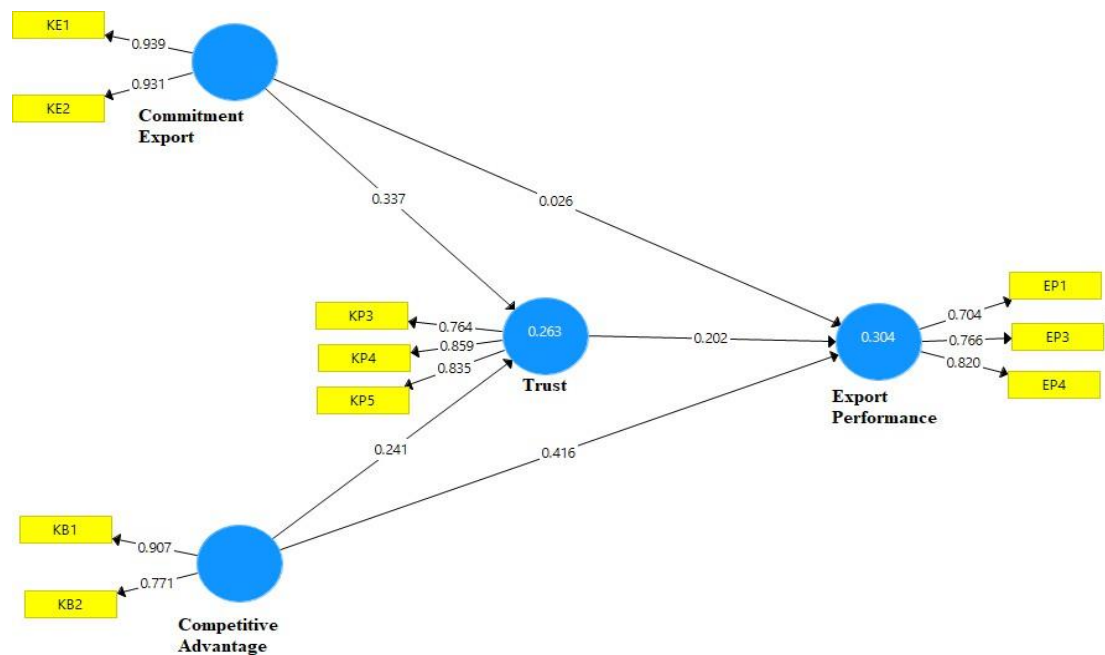 KE1
0.939
0.931
KE2
Commitment
Export
0.337
0.026
KP3
0.764
KP4
0.859
0.835
KP5
0.263
Trust
0.202
0.304
Export
Performance
EP1
0.704
0.766
EP3
0.820
EP4
0.241
0.416
KB1
0.907
0.771
KB2
Competitive
Advantage